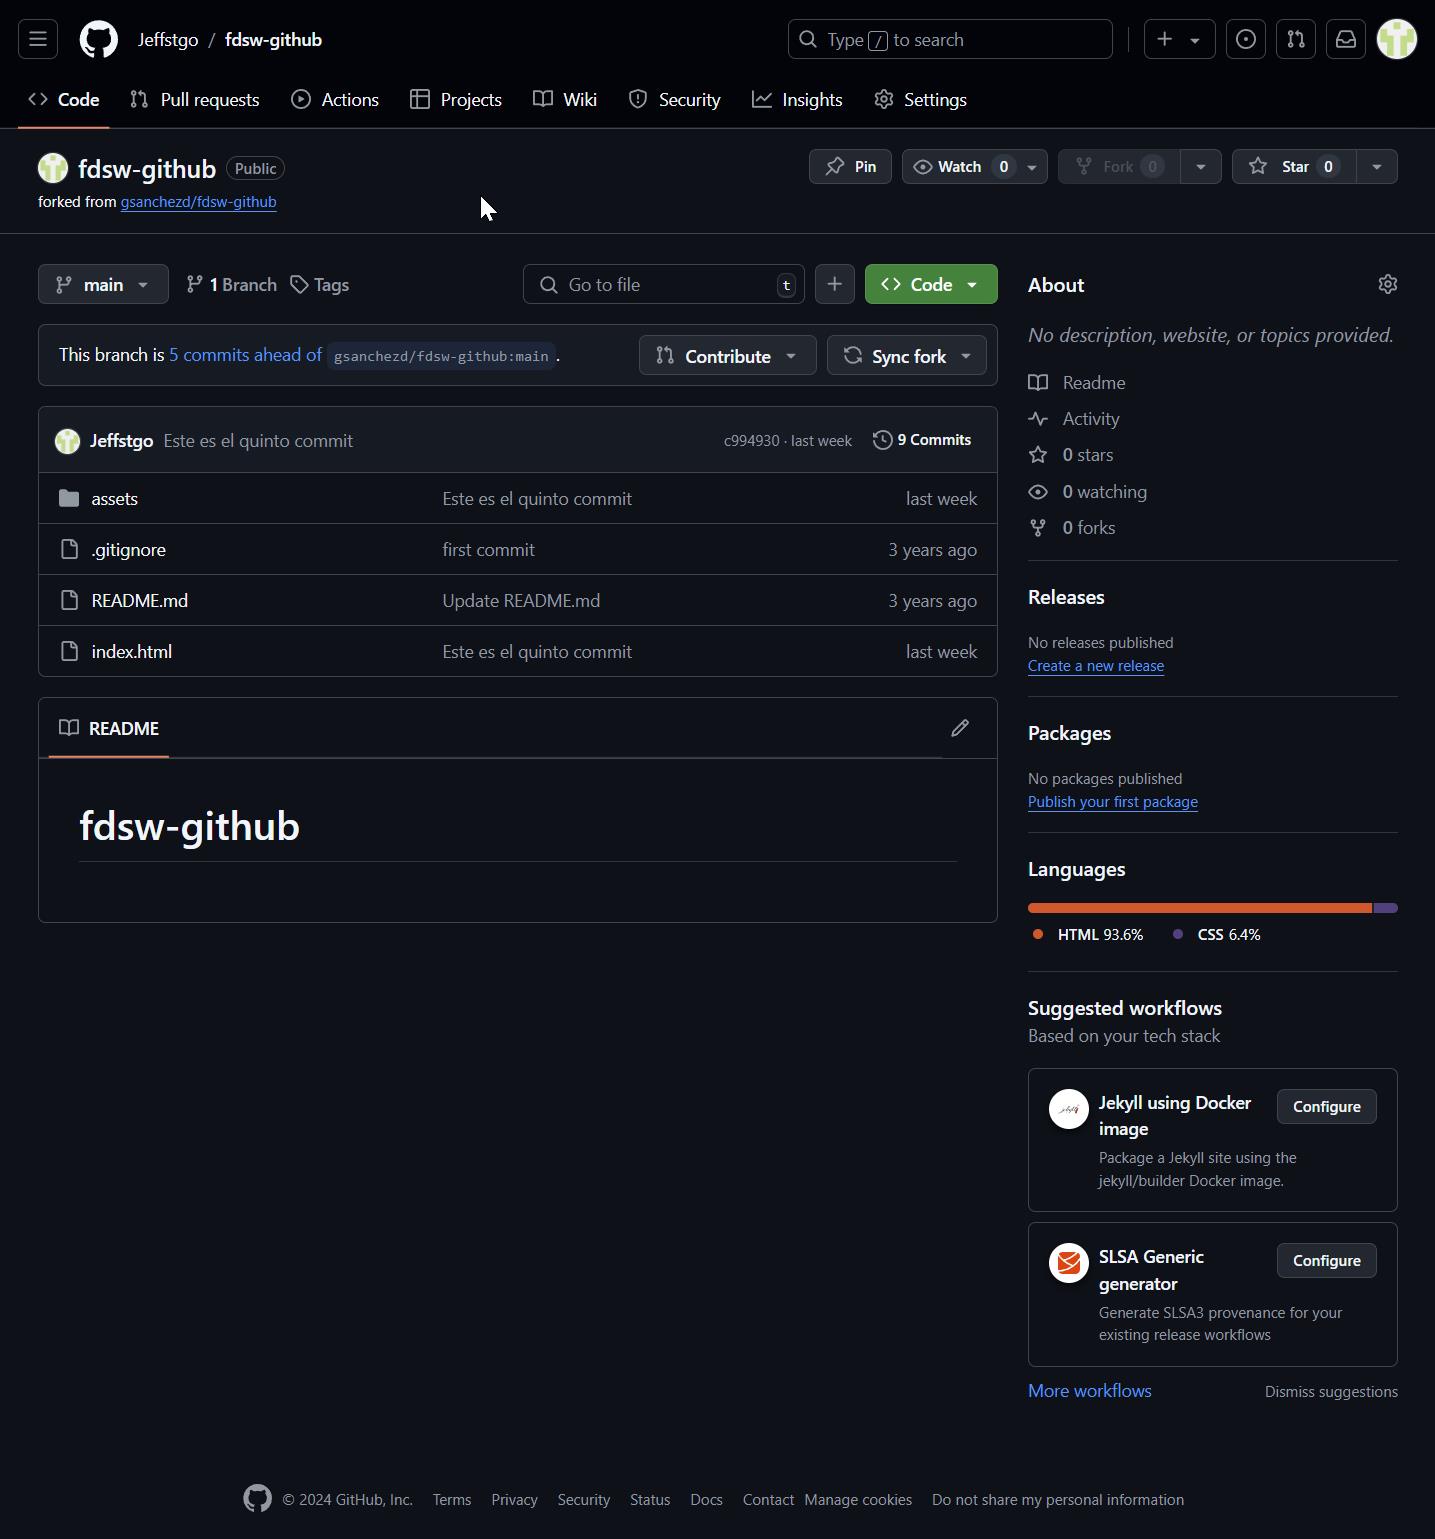 Jeffstgo / fdsw-github
Type / to search
Code Pull requests Actions Projects Wiki Security Insights Settings
fdsw-github Public
Pin Watch 0 Fork 0 Star 0
forked from gsanchezd/fdsw-github
main 1 Branch Tags Go to file t Code
This branch is 5 commits ahead of gsanchezd/fdsw-github:main . Contribute Sync fork
Jeffstgo Este es el quinto commit c994930 · last week 9 Commits
assets Este es el quinto commit last week
.gitignore first commit 3 years ago
README.md Update README.md 3 years ago
index.html Este es el quinto commit last week
README
fdsw-github
About
No description, website, or topics provided.
Readme
Activity
0 stars
0 watching
0 forks
Releases
No releases published
Create a new release
Packages
No packages published
Publish your first package
Languages
HTML 93.6% CSS 6.4%
Suggested workflows
Based on your tech stack
Jekyll using Docker
image
Configure
Package a Jekyll site using the
jekyll/builder Docker image.
SLSA Generic
generator
Configure
Generate SLSA3 provenance for your
existing release workflows
More workflows Dismiss suggestions
© 2024 GitHub, Inc. Terms Privacy Security Status Docs Contact Manage cookies Do not share my personal information